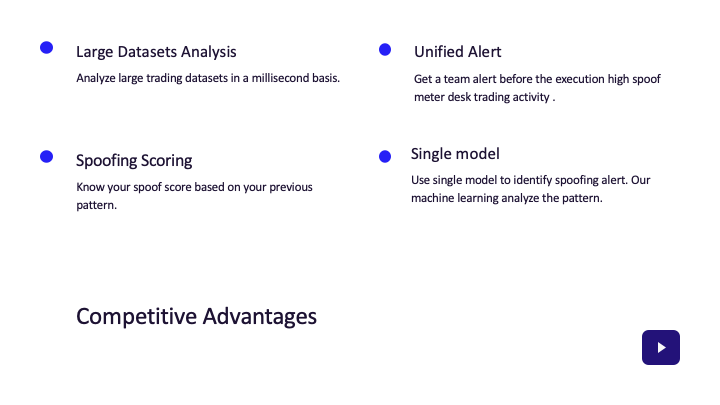 Large Datasets Analysis
Analyze large trading datasets in a millisecond basis.
Unified Alert
Get a team alert before the execution high spoof
meter desk trading activity .
Spoofing Scoring
Know your spoof score based on your previous
pattern.
Single model
Use single model to identify spoofing alert. Our
machine learning analyze the pattern.
Competitive Advantages